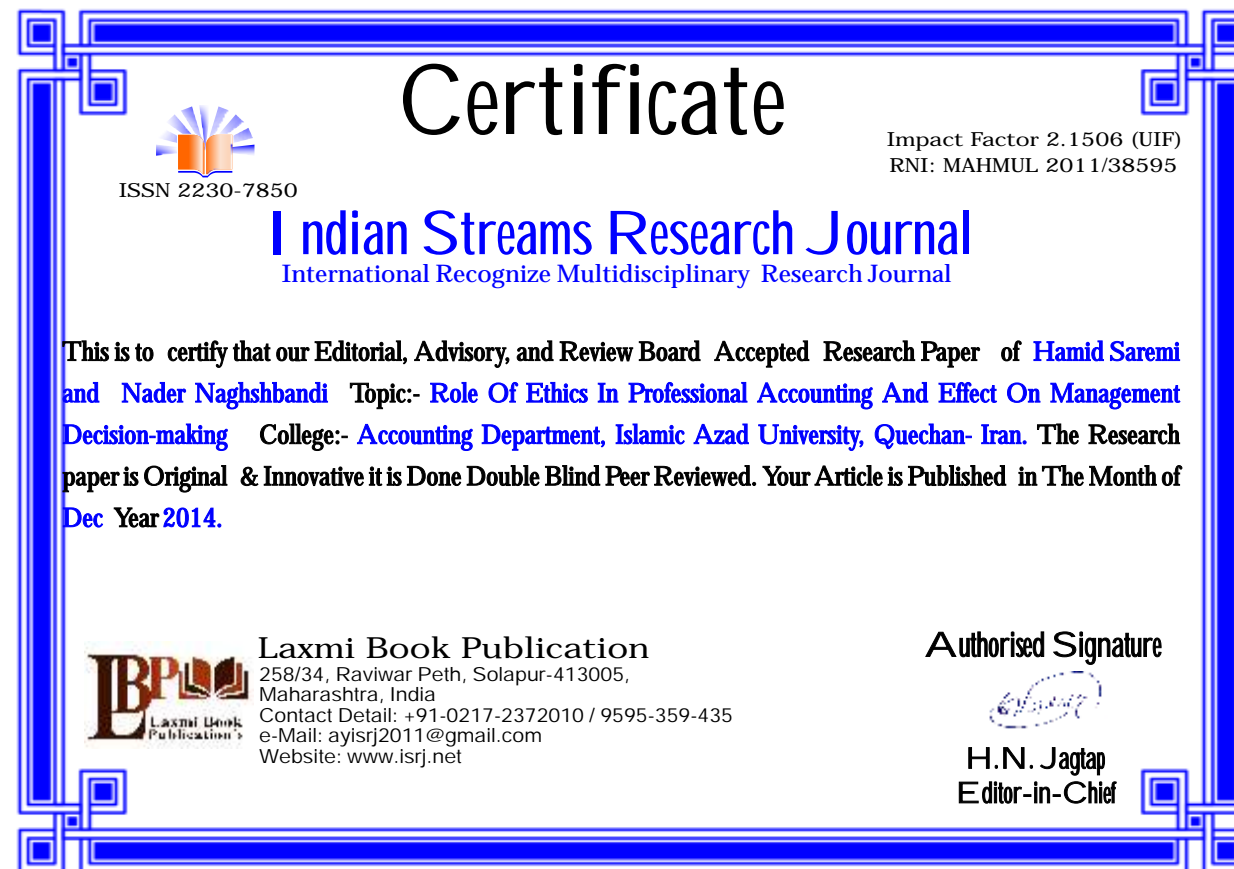 Certificate
Impact Factor 2.1506 (UIF)
RNI: MAHMUL 2011/38595
ISSN 2230-7850
Indian Streams Research Journal
International Recognize Multidisciplinary Research Journal
This is to certify that our Editorial, Advisory, and Review Board Accepted Research Paper of Hamid Saremi
and Nader Naghshbandi Topic:- Role Of Ethics In Professional Accounting And Effect On Management
Decision-making College:- Accounting Department, Islamic Azad University, Quechan- Iran. The Research
paper is Original & Innovative it is Done Double Blind Peer Reviewed. Your Article is Published in The Month of
Dec Year 2014.
LBP
Laxmi Book
Publication's
Laxmi Book Publication
258/34, Raviwar Peth, Solapur-413005,
Maharashtra, India
Contact Detail: +91-0217-2372010 / 9595-359-435
e-Mail: ayisrj2011@gmail.com
Website: www.isrj.net
Authorised Signature
H.N. Jagtap
Editor-in-Chief